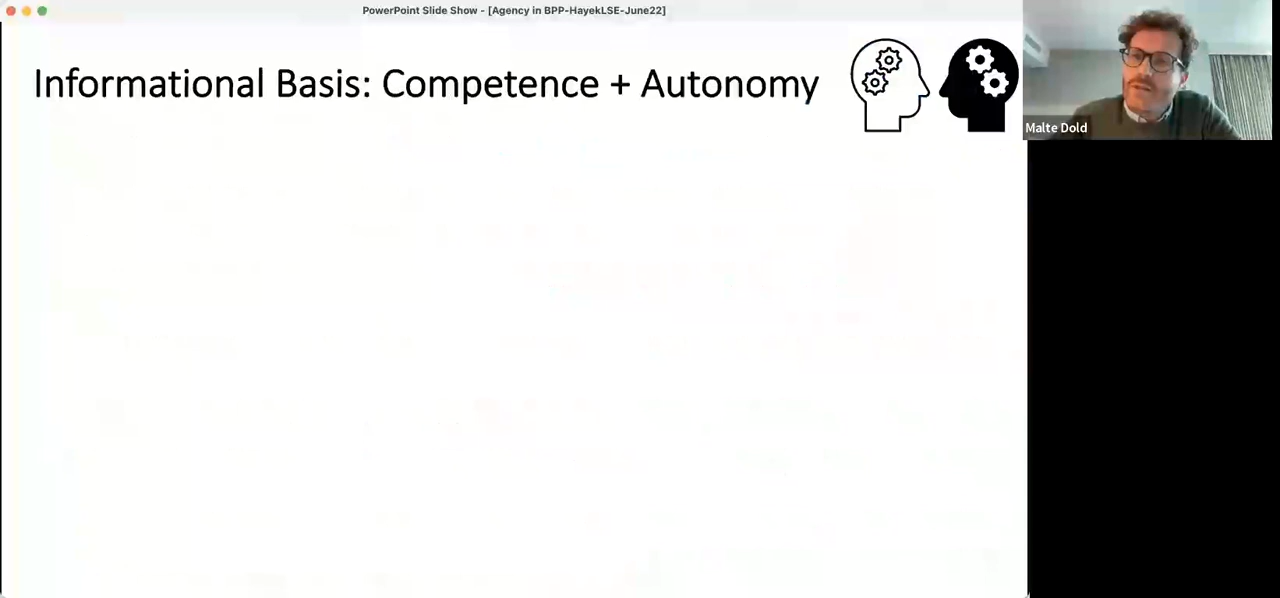 PowerPoint Slide Show - [Agency in BPP-HayekLSE-June22]
Informational Basis: Competence + Autonomy
Malte Dold